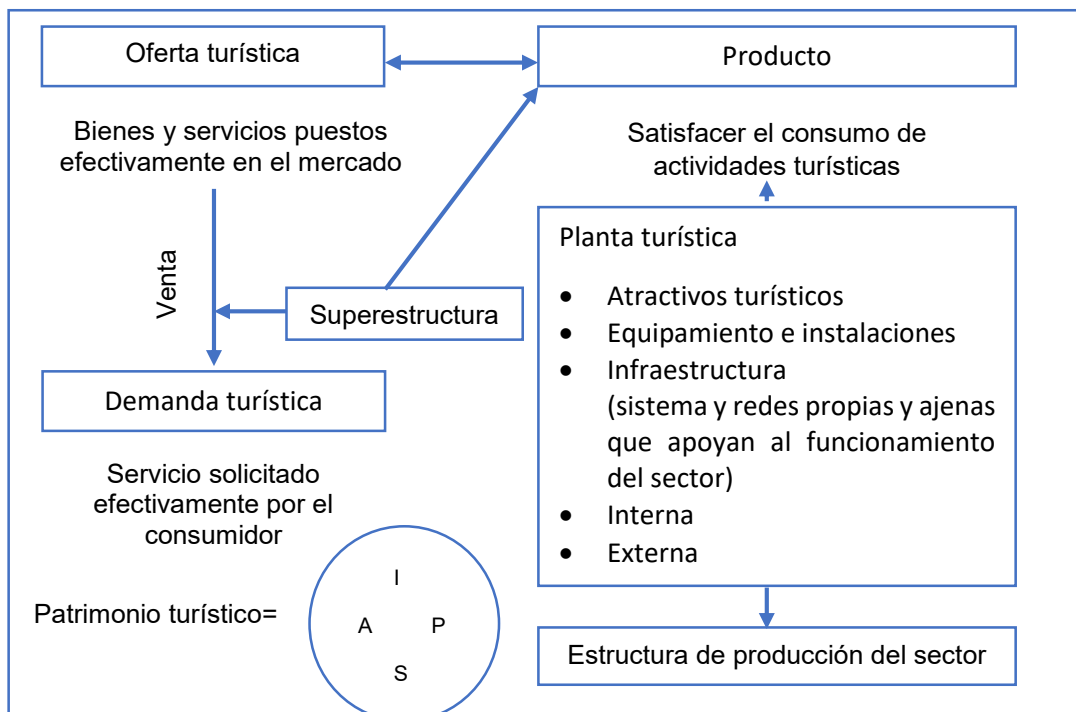 Oferta turística
Producto
Bienes y servicios puestos
efectivamente en el mercado
Satisfacer el consumo de
actividades turísticas
Venta
Superestructura
Planta turística
• Atractivos turísticos
• Equipamiento e instalaciones
• Infraestructura
(sistema y redes propias y ajenas
que apoyan al funcionamiento
del sector)
• Interna
• Externa
Demanda turística
Servicio solicitado
efectivamente por el
consumidor
Patrimonio turístico=
I
A P
S
Estructura de producción del sector